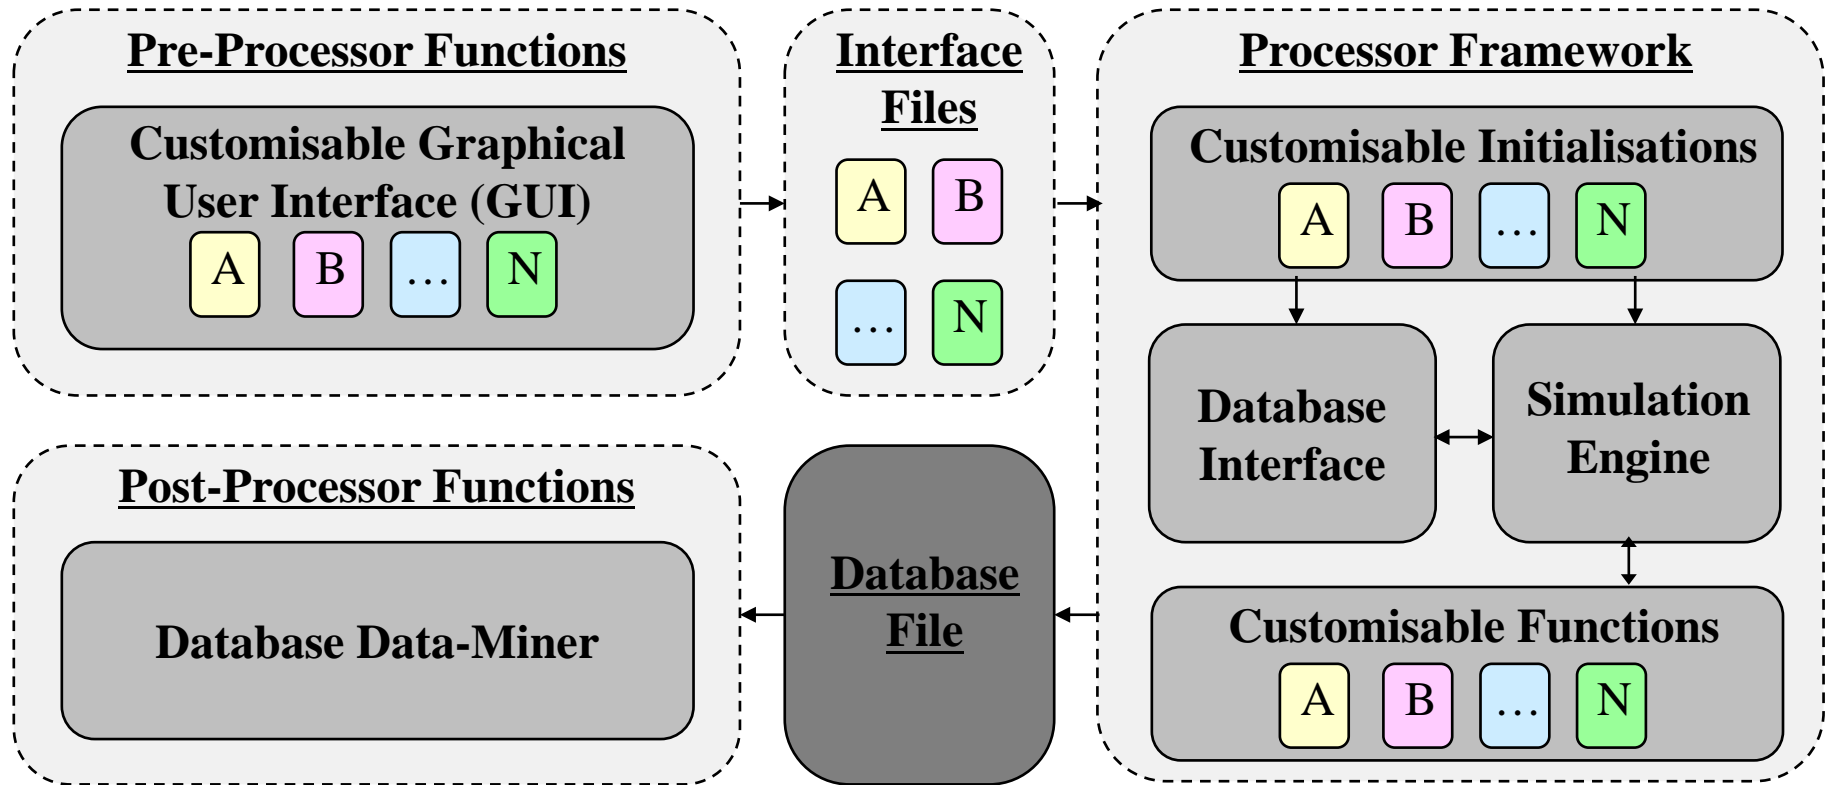 Pre-Processor Functions
Customisable Graphical
User Interface (GUI)
A B … N
Interface
Files
A B
… N
Processor Framework
Customisable Initialisations
A B … N
Database
Interface
Simulation
Engine
Customisable Functions
A B … N
Database
File
Post-Processor Functions
Database Data-Miner